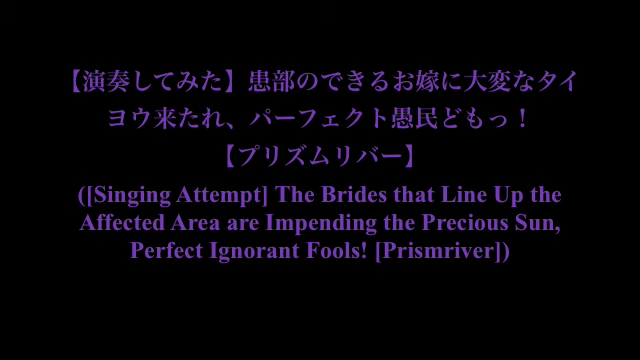 【演奏してみた】患部のできるお嫁に大変なタイ
ヨウ来たれ、パーフェクト愚民どもっ！
【プリズムリバー】
([Singing Attempt] The Brides that Line Up the
Affected Area are Impending the Precious Sun,
Perfect Ignorant Fools! [Prismriver])